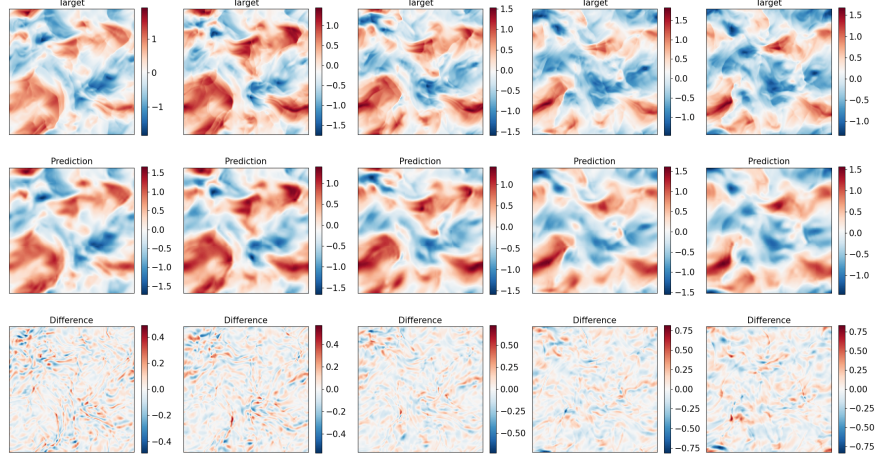 Target Target Target Target Target
1 0 −1
1.0 0.5 0.0 −0.5 −1.0 −1.5
1.5 1.0 0.5 0.0 −0.5 −1.0 −1.5
1.5 1.0 0.5 0.0 −0.5 −1.0
1.5 1.0 0.5 0.0 −0.5 −1.0
Prediction Prediction Prediction Prediction Prediction
1.5 1.0 0.5 0.0 −0.5 −1.0 −1.5
1.0 0.5 0.0 −0.5 −1.0
1.0 0.5 0.0 −0.5 −1.0 −1.5
1.0 0.5 0.0 −0.5 −1.0 −1.5
1.5 1.0 0.5 0.0 −0.5 −1.0
Difference Difference Difference Difference Difference
0.4 0.2 0.0 −0.2 −0.4
0.4 0.2 0.0 −0.2 −0.4
0.50 0.25 0.00 −0.25 −0.50
0.75 0.50 0.25 0.00 −0.25 −0.50 −0.75
0.75 0.50 0.25 0.00 −0.25 −0.50 −0.75